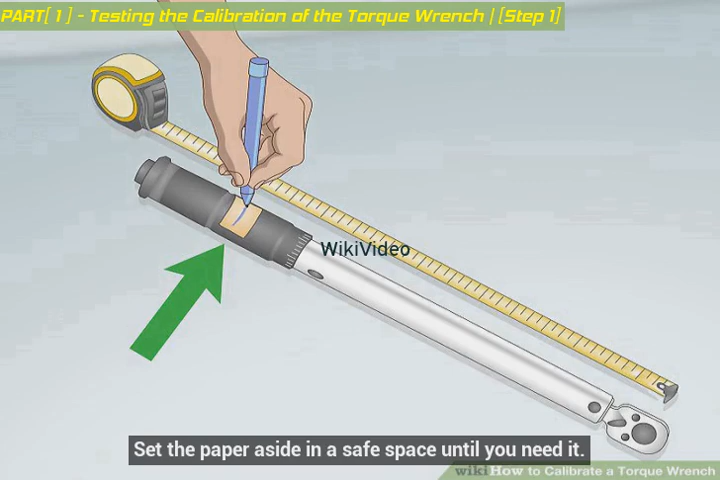 PART[ 1 ] - Testing the Calibration of the Torque Wrench | [Step 1]
WikiVideo
Set the paper aside in a safe space until you need it.
wikiHow to Calibrate a Torque Wrench